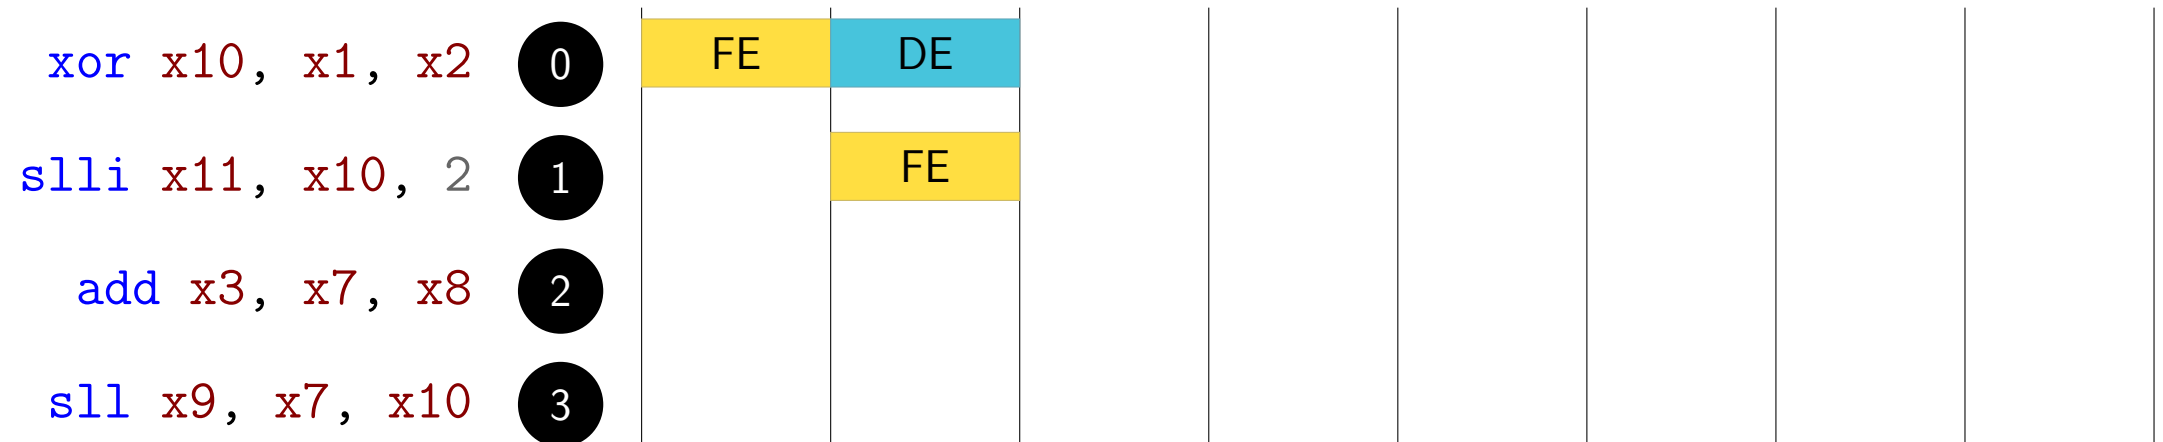 xor x10, x1, x2 0 FE DE
slli x11, x10, 2 1 FE
add x3, x7, x8 2
sll x9, x7, x10 3